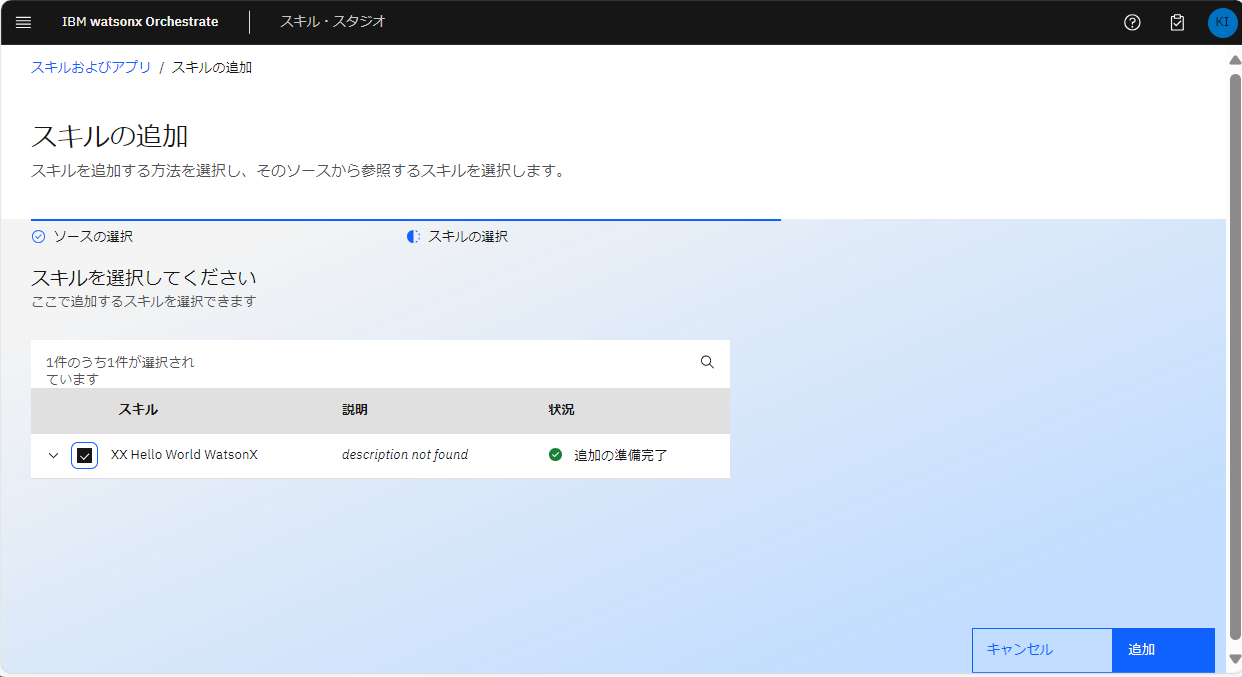 IBM watsonx Orchestrate スキル・スタジオ KI
スキルおよびアプリ / スキルの追加
スキルの追加
スキルを追加する方法を選択し、そのソースから参照するスキルを選択します。
ソースの選択 スキルの選択
スキルを選択してください
ここで追加するスキルを選択できます
1件のうち1件が選択され
ています
スキル 説明 状況
XX Hello World WatsonX description not found 追加の準備完了
キャンセル 追加